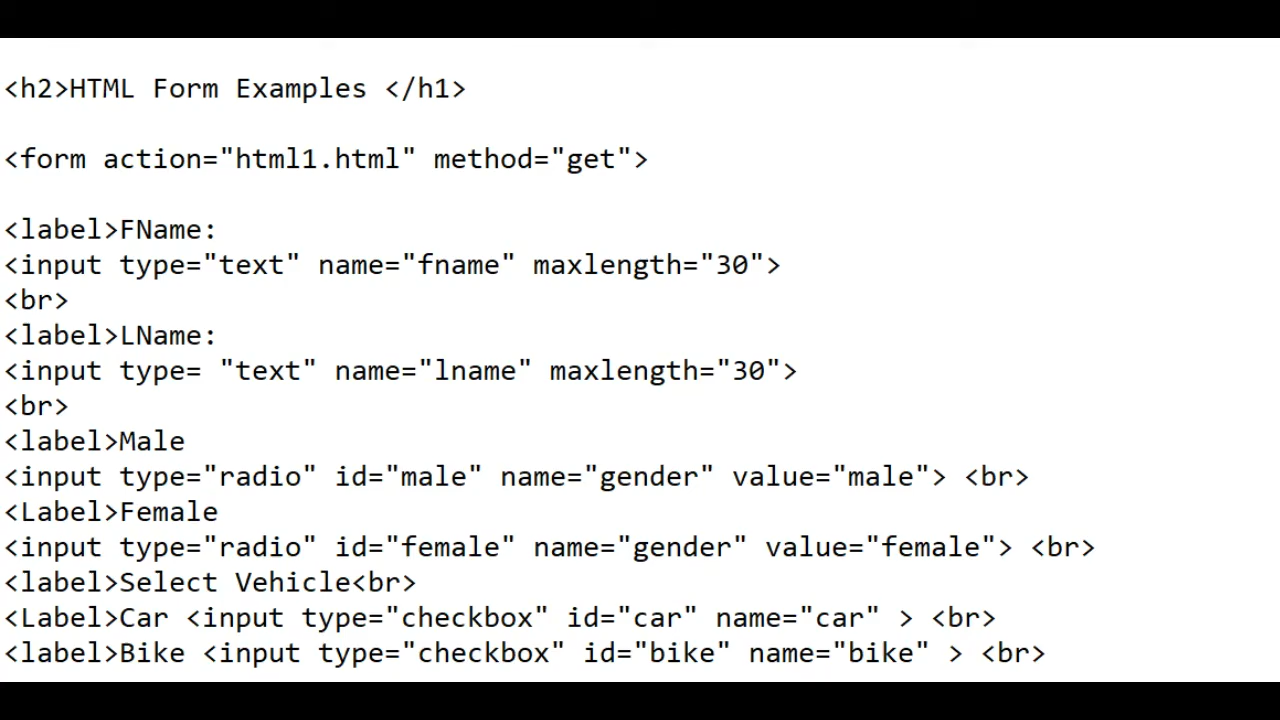 <h2>HTML Form Examples </h1>
<form action="html1.html" method="get">
<label>FName:
<input type="text" name="fname" maxlength="30">
<br>
<label>LName:
<input type= "text" name="lname" maxlength="30">
<br>
<label>Male
<input type="radio" id="male" name="gender" value="male"> <br>
<Label>Female
<input type="radio" id="female" name="gender" value="female"> <br>
<label>Select Vehicle<br>
<Label>Car <input type="checkbox" id="car" name="car" > <br>
<label>Bike <input type="checkbox" id="bike" name="bike" > <br>